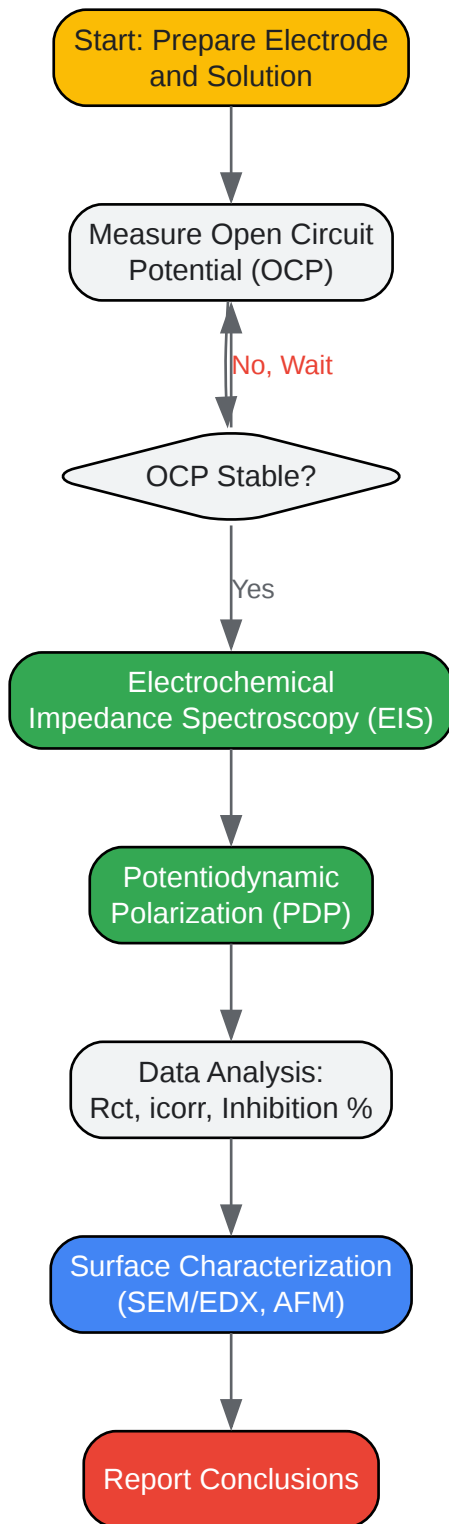 Start: Prepare Electrode
and Solution
Measure Open Circuit
Potential (OCP)
No, Wait
OCP Stable?
Yes
Electrochemical
Impedance Spectroscopy (EIS)
Potentiodynamic
Polarization (PDP)
Data Analysis:
Rct, icorr, Inhibition %
Surface Characterization
(SEM/EDX, AFM)
Report Conclusions